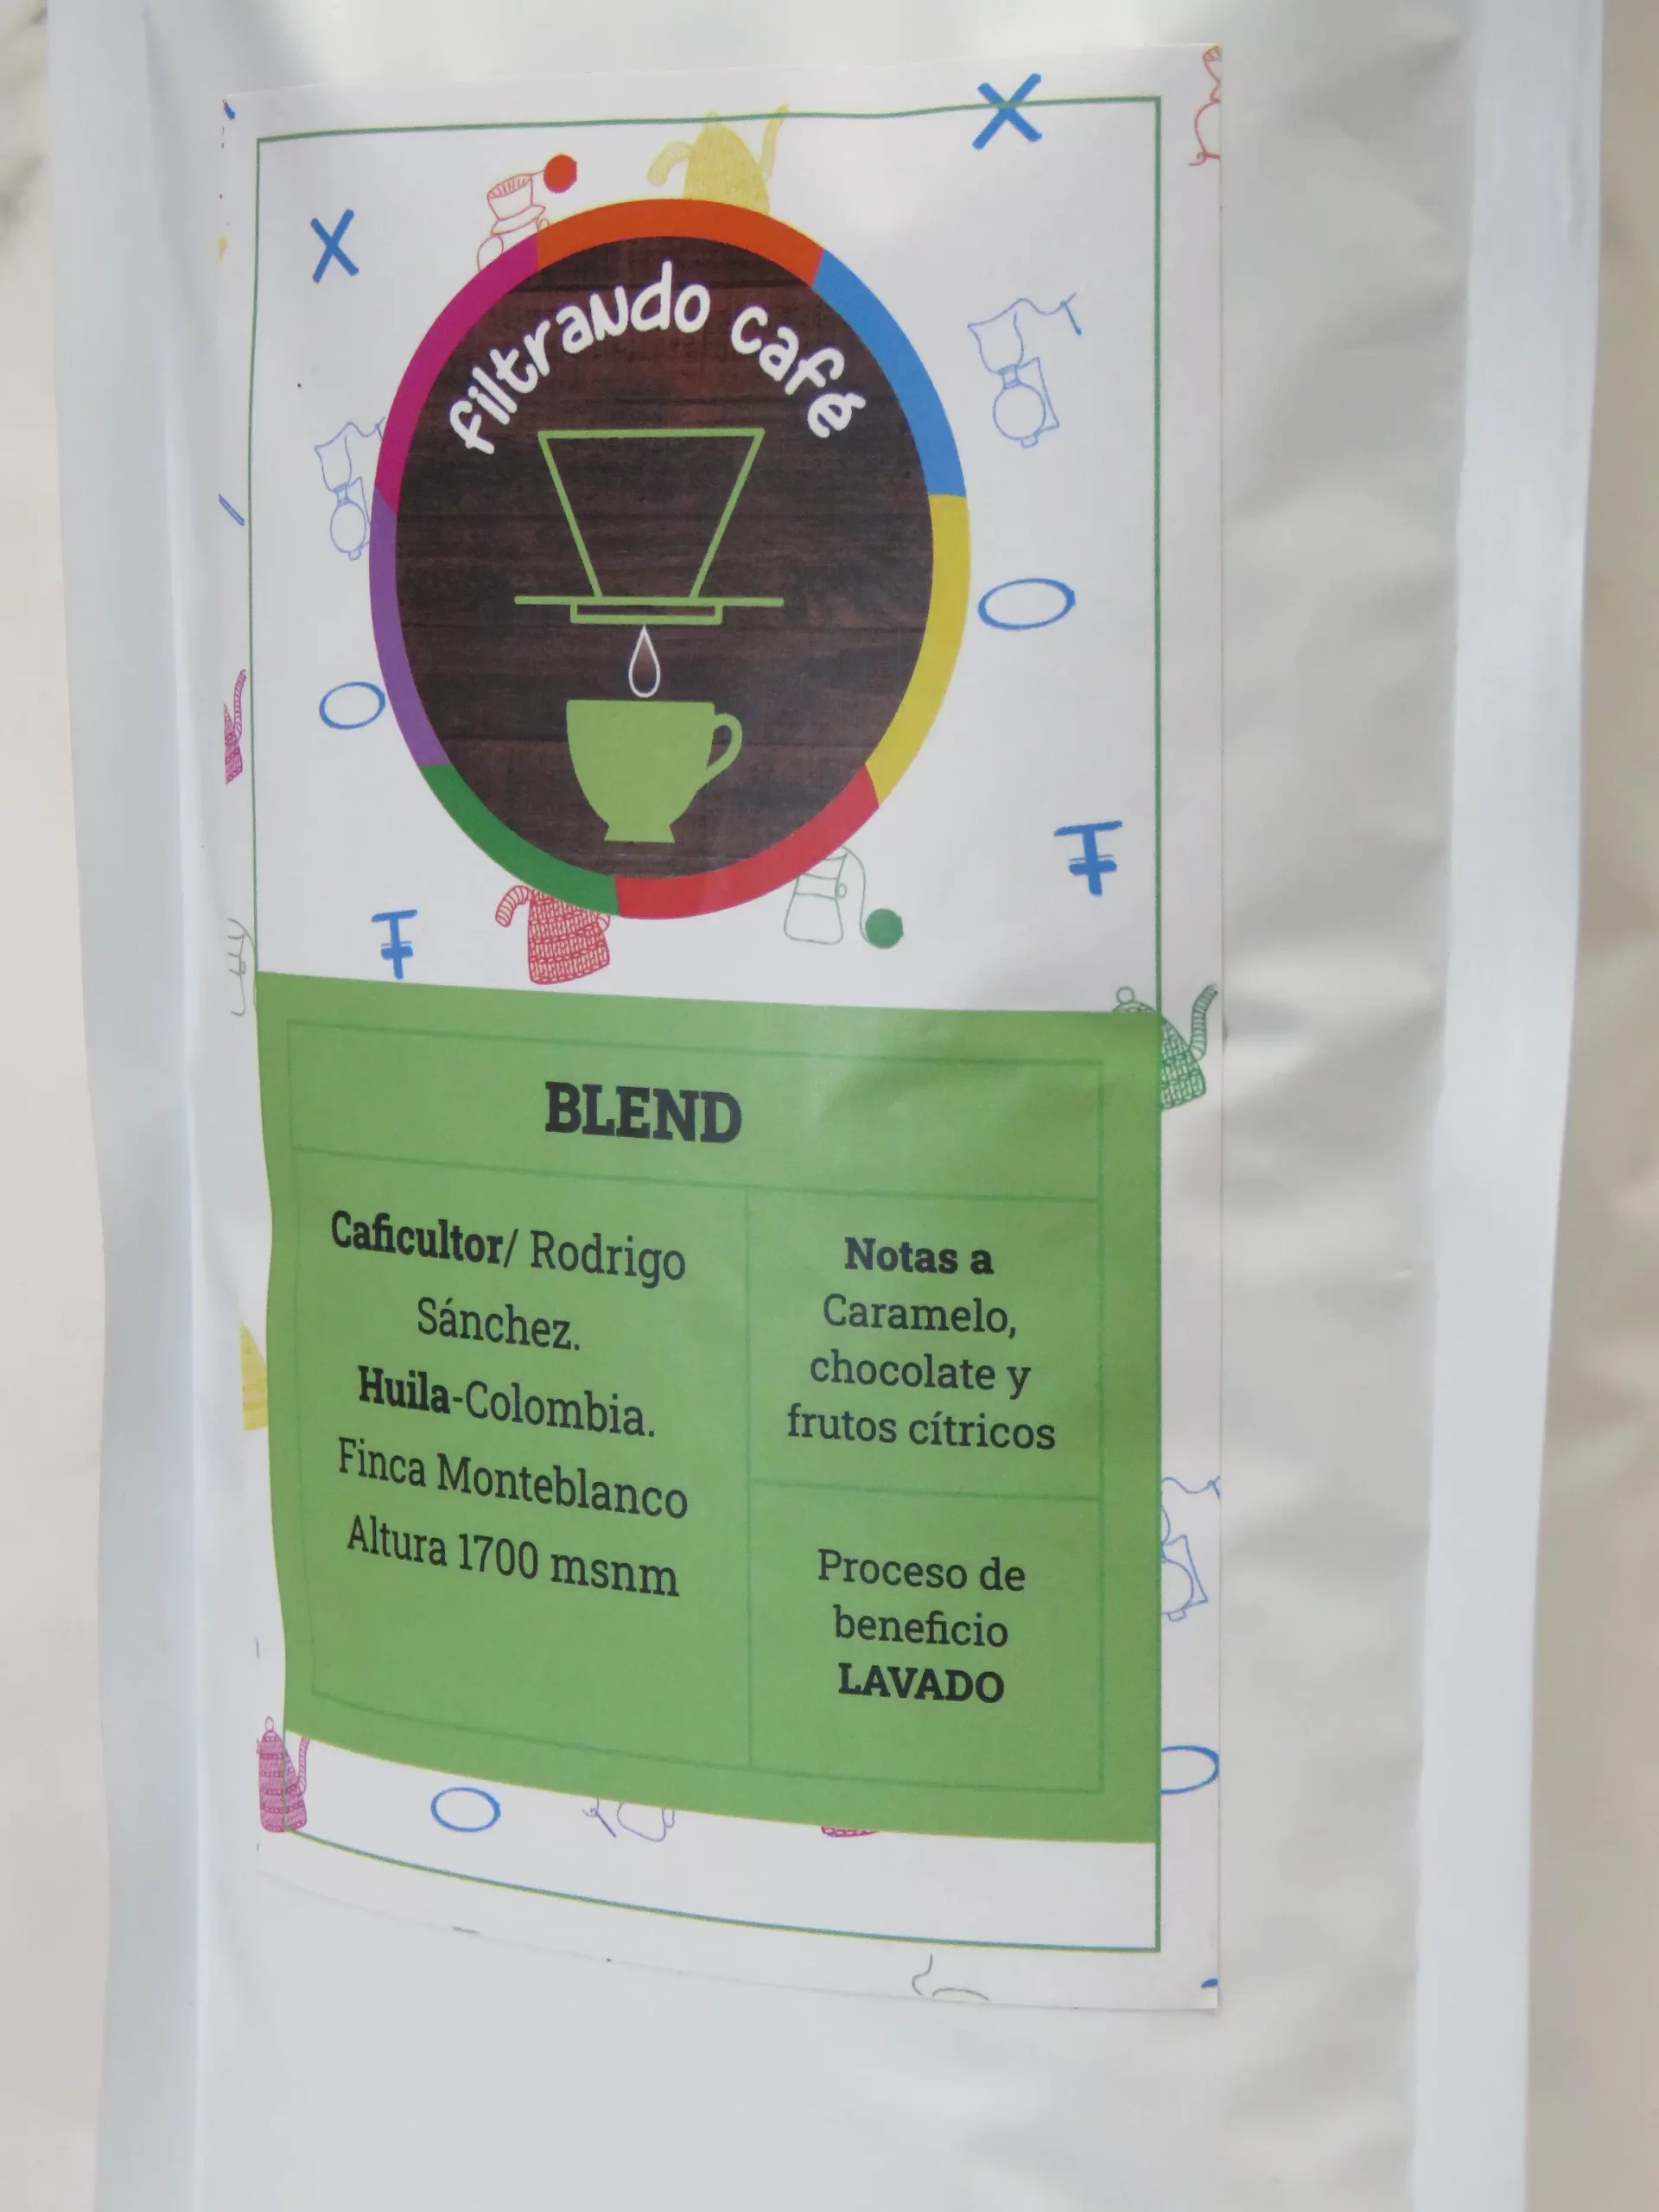 filtrando café
BLEND
Caficultor/ Rodrigo
Sánchez.
Huila-Colombia.
Finca Monteblanco
Altura 1700 msnm
Notas a
Caramelo,
chocolate y
frutos cítricos
Proceso de
beneficio
LAVADO